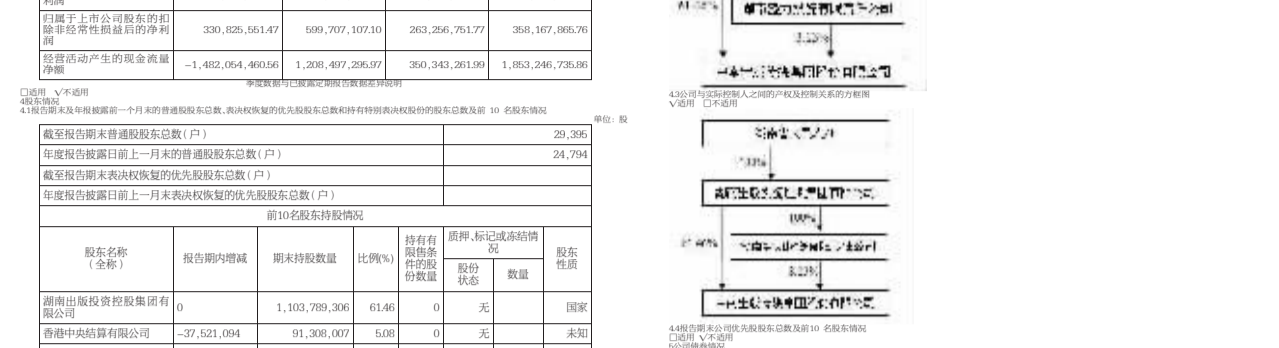 归属于上市公司股东的扣
除非经常性损益后的净利
润
330,825,551.47 599,707,107.10 263,256,751.77 358,167,865.76
经营活动产生的现金流量
净额
-1,482,054,460.56 1,208,497,295.97 350,343,261.99 1,853,246,735.86
季度数据与已披露定期报告数据差异说明
□适用 √不适用
4股东情况
4.1报告期末及年报披露前一个月末的普通股股东总数、表决权恢复的优先股股东总数和持有特别表决权股份的股东总数及前 10 名股东情况
单位：股
截至报告期末普通股股东总数(户) 29,395
年度报告披露日前上一月末的普通股股东总数(户) 24,794
截至报告期末表决权恢复的优先股股东总数(户)
年度报告披露日前上一月末表决权恢复的优先股股东总数(户)
前10名股东持股情况
股东名称
(全称)
报告期内增减
期末持股数量
比例(%)
持有有
限售条
件的股
份数量
质押、标记或冻结情
况
股份
状态
数量
股东
性质
湖南出版投资控股集团有
限公司
0 1,103,789,306 61.46 0 无 国家
香港中央结算有限公司 -37,521,094 91,308,007 5.08 0 无 未知
4.3公司与实际控制人之间的产权及控制关系的方框图
√适用 □不适用
100%
4.4报告期末公司优先股股东总数及前10 名股东情况
□适用 √不适用